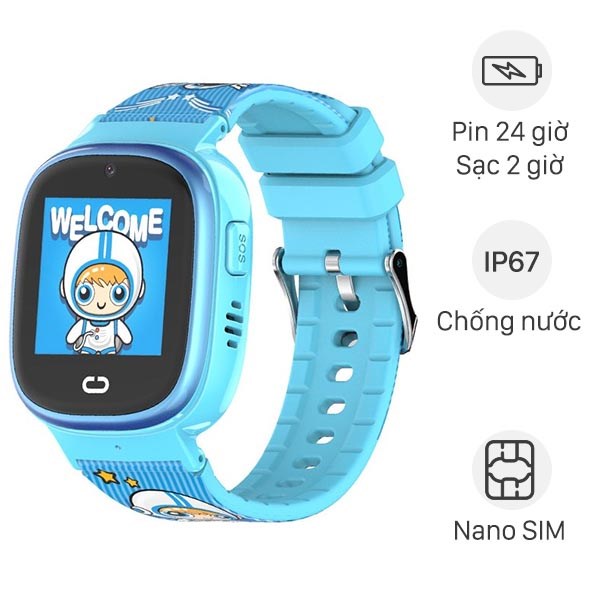 WELCOME
SOS
Pin 24 giờ
Sạc 2 giờ
IP67
Chống nước
Nano SIM